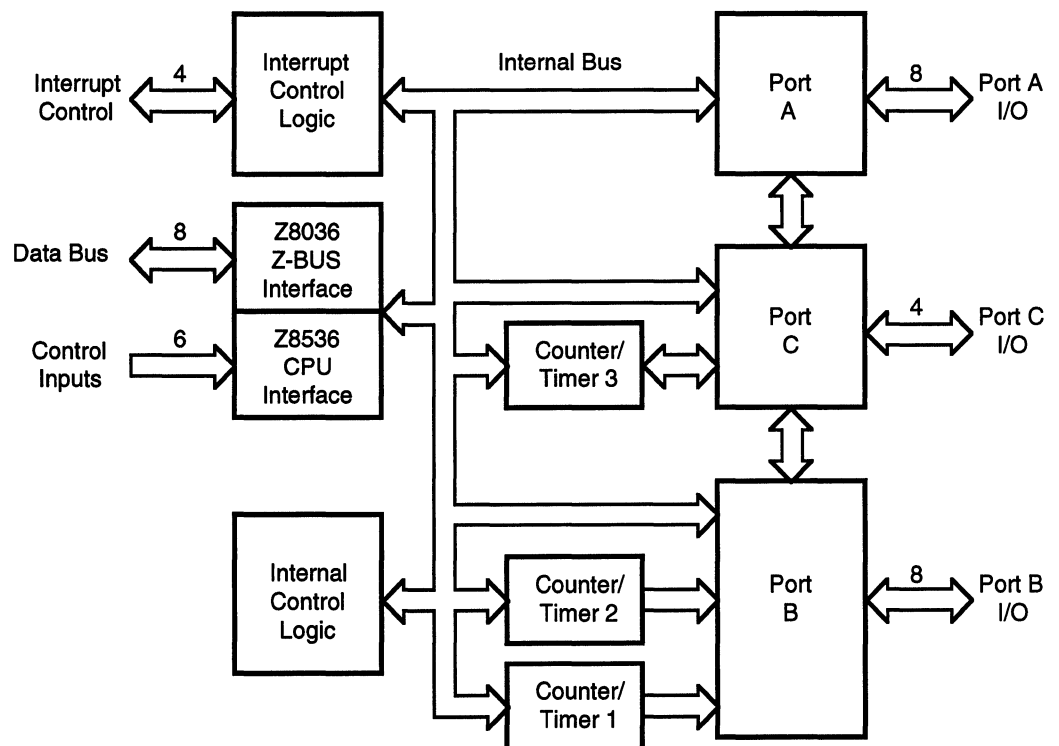 Interrupt
Control
4
Interrupt
Control
Logic
Internal Bus
Port
A
8
Port A
I/O
Data Bus
8
Z8036
Z-BUS
Interface
Control
Inputs
6
Z8536
CPU
Interface
Counter/
Timer 3
Port
C
4
Port C
I/O
Internal
Control
Logic
Counter/
Timer 2
Counter/
Timer 1
Port
B
8
Port B
I/O